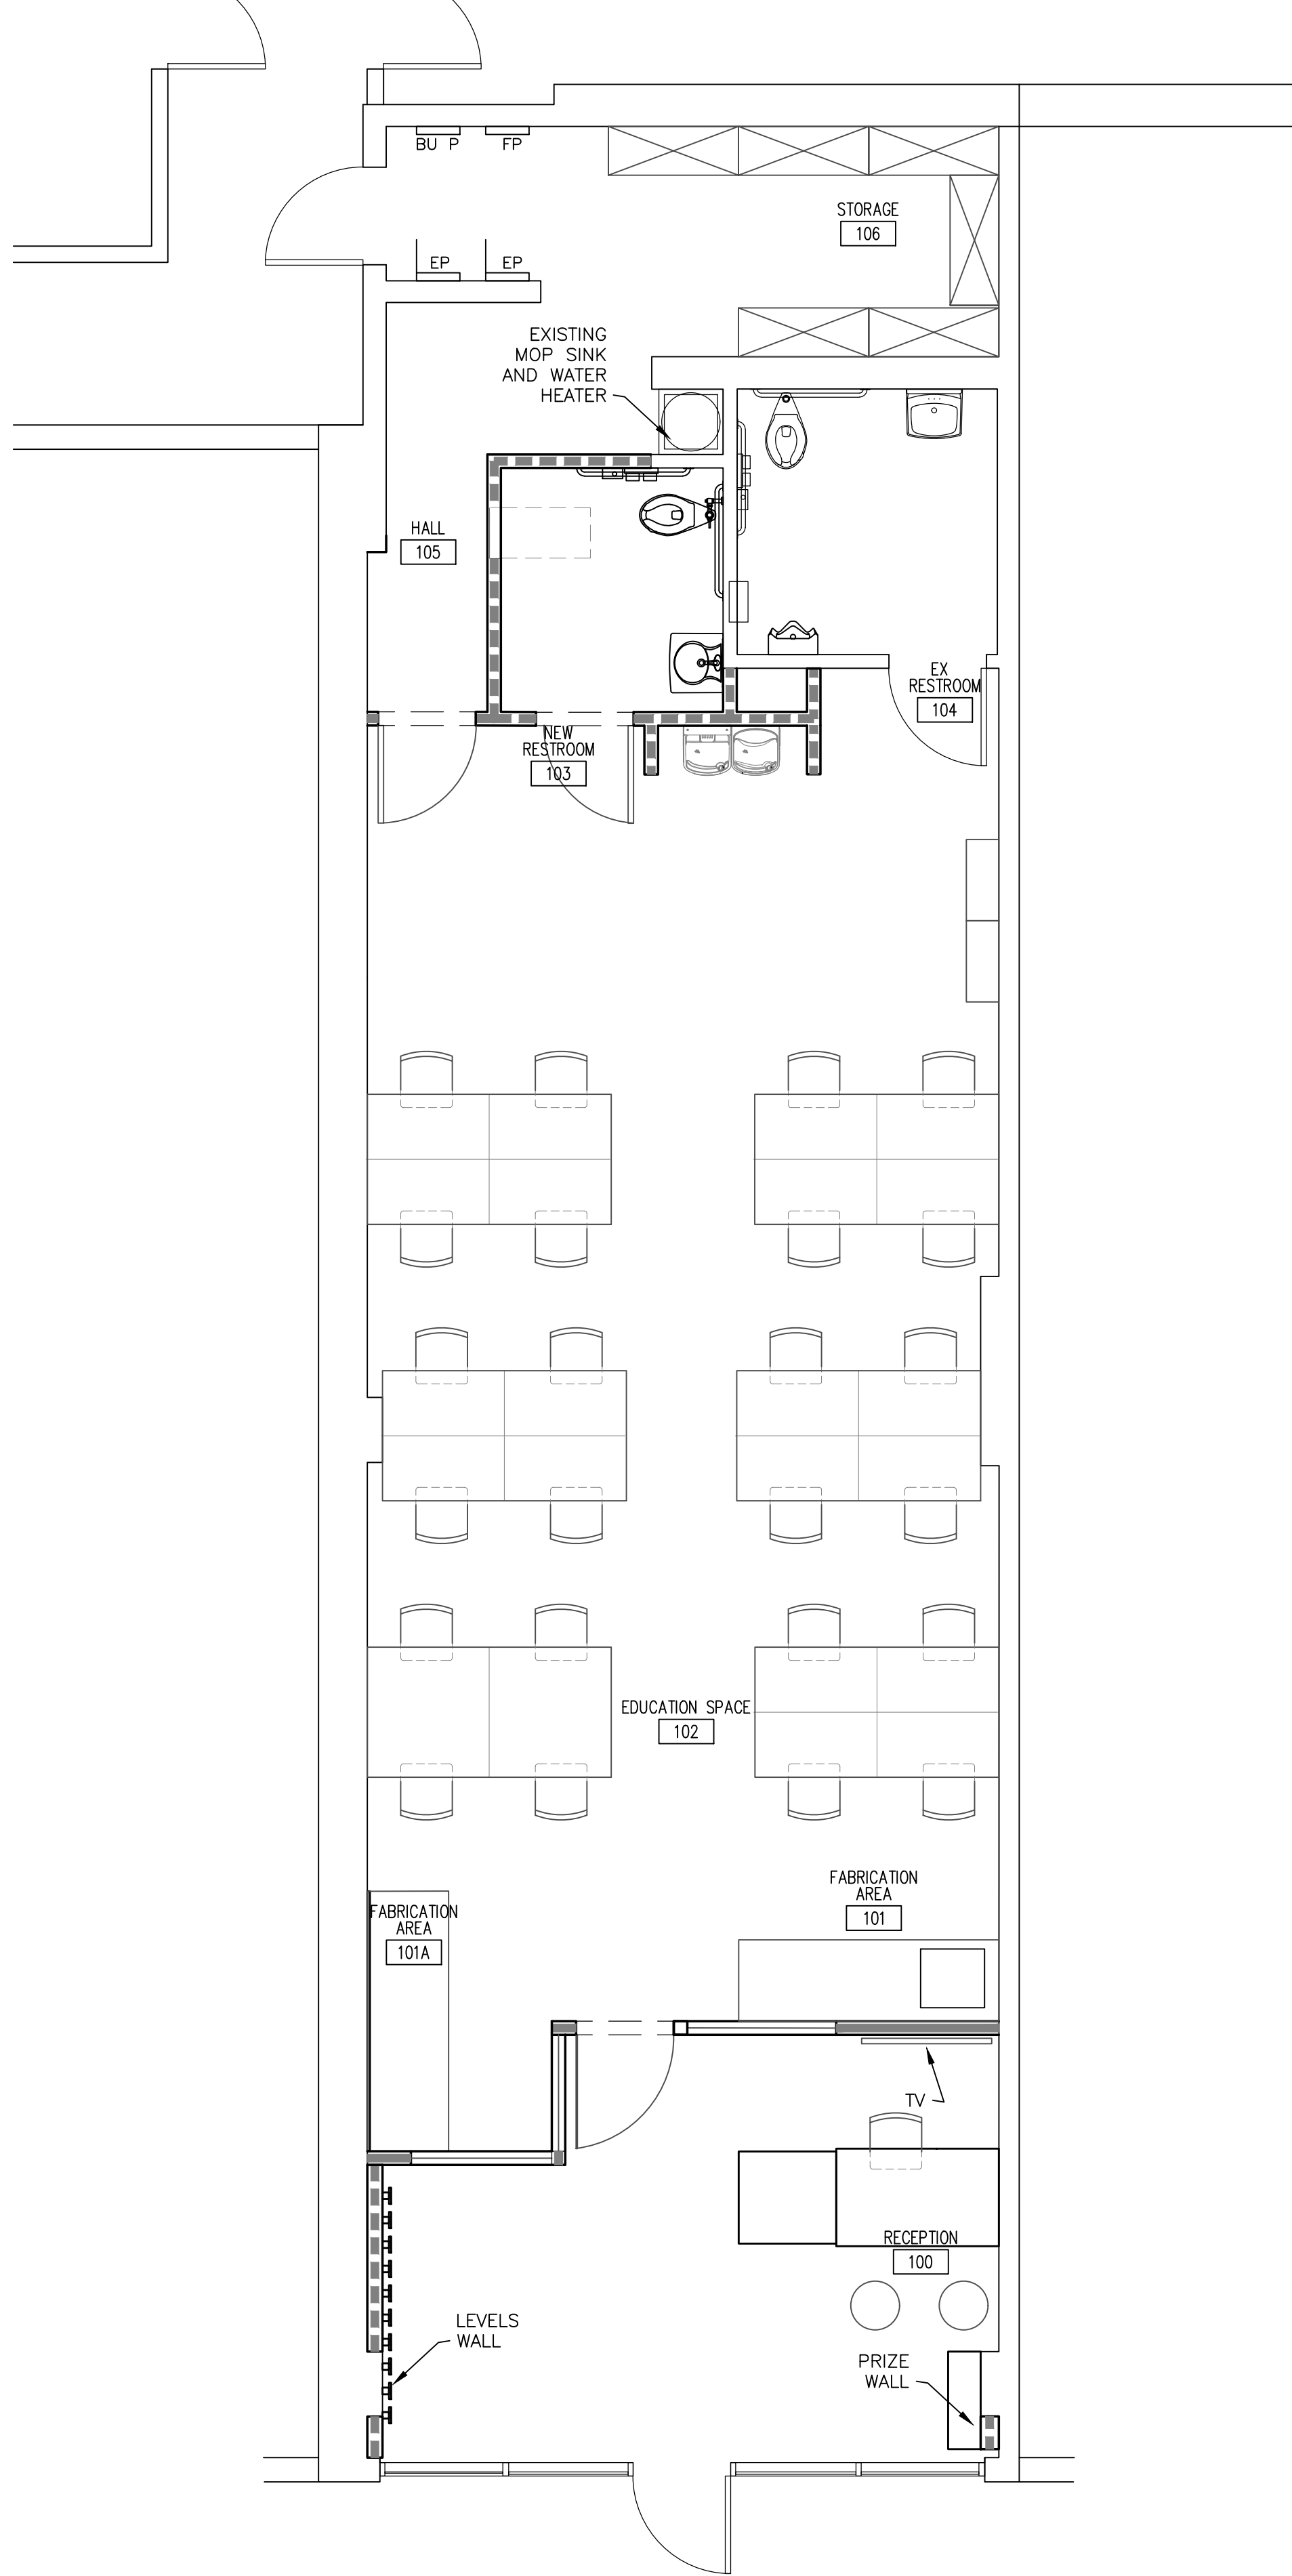 BU P
FP
STORAGE
106
EP
EP
EXISTING
MOP SINK
AND WATER
HEATER
HALL
105
EX
RESTROOM
104
NEW
RESTROOM
103
EDUCATION SPACE
102
FABRICATION
AREA
101
FABRICATION
AREA
101A
TV
RECEPTION
100
LEVELS
WALL
PRIZE
WALL